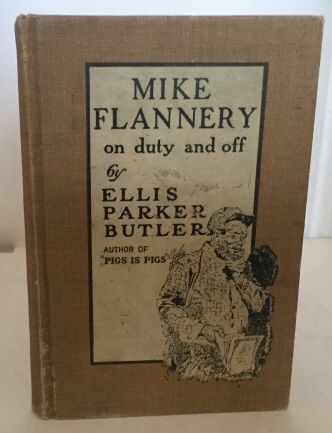 MIKE
FLANNERY
on duty and off
by
ELLIS
PARKER
BUTLER
AUTHOR OF
"PIGS IS PIGS"